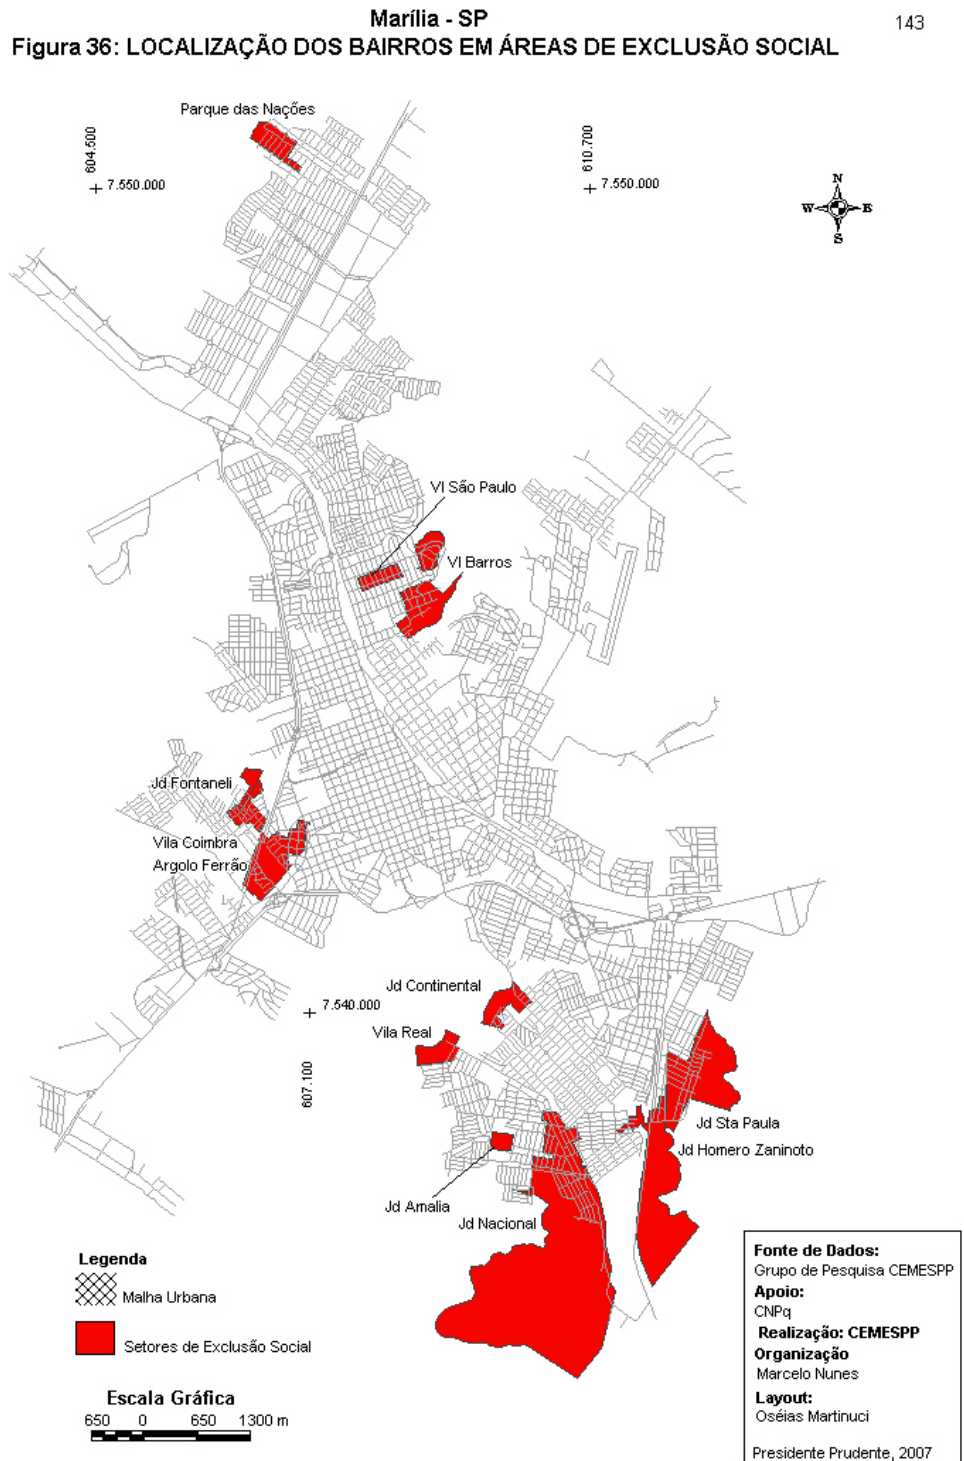 Marília - SP
143
Figura 36: LOCALIZAÇÃO DOS BAIRROS EM ÁREAS DE EXCLUSÃO SOCIAL
Parque das Nações
604.500
7.550.000
610.700
7.550.000
N
W
E
S
Vl São Paulo
Vl Barros
Jd Fontaneli
Vila Coimbra
Argolo Ferrão
Jd Continental
7.540.000
607.100
Vila Real
Jd Sta Paula
Jd Homero Zaninoto
Jd Amalia
Jd Nacional
Legenda
Malha Urbana
Setores de Exclusão Social
Escala Gráfica
650 0 650 1300 m
Fonte de Dados:
Grupo de Pesquisa CEMESPP
Apoio:
CNPq
Realização: CEMESPP
Organização
Marcelo Nunes
Layout:
Oséias Martinuci
Presidente Prudente, 2007